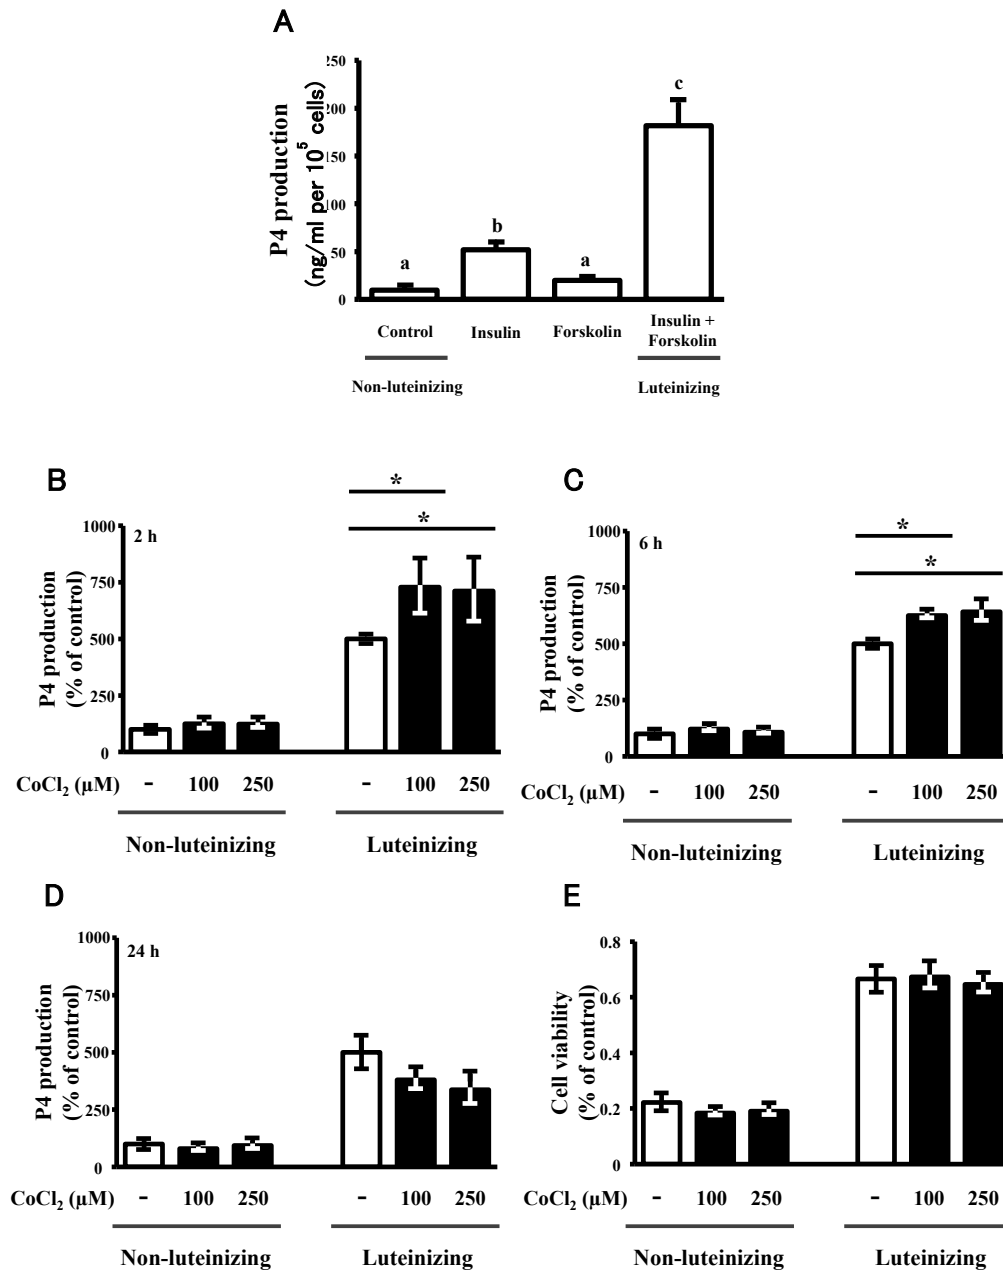 A
P4 production
(ng/ml per 10⁵ cells)
250
200
150
100
50
0
a
b
a
c
Control
Insulin
Forskolin
Insulin +
Forskolin
Non-luteinizing
Luteinizing
B
2 h
P4 production
(% of control)
1000
750
500
250
0
*
*
CoCl₂ (µM)
- 100 250 - 100 250
Non-luteinizing
Luteinizing
C
6 h
P4 production
(% of control)
1000
750
500
250
0
*
*
CoCl₂ (µM)
- 100 250 - 100 250
Non-luteinizing
Luteinizing
D
24 h
P4 production
(% of control)
1000
750
500
250
0
CoCl₂ (µM)
- 100 250 - 100 250
Non-luteinizing
Luteinizing
E
Cell viability
(% of control)
0.8
0.6
0.4
0.2
0
CoCl₂ (µM)
- 100 250 - 100 250
Non-luteinizing
Luteinizing